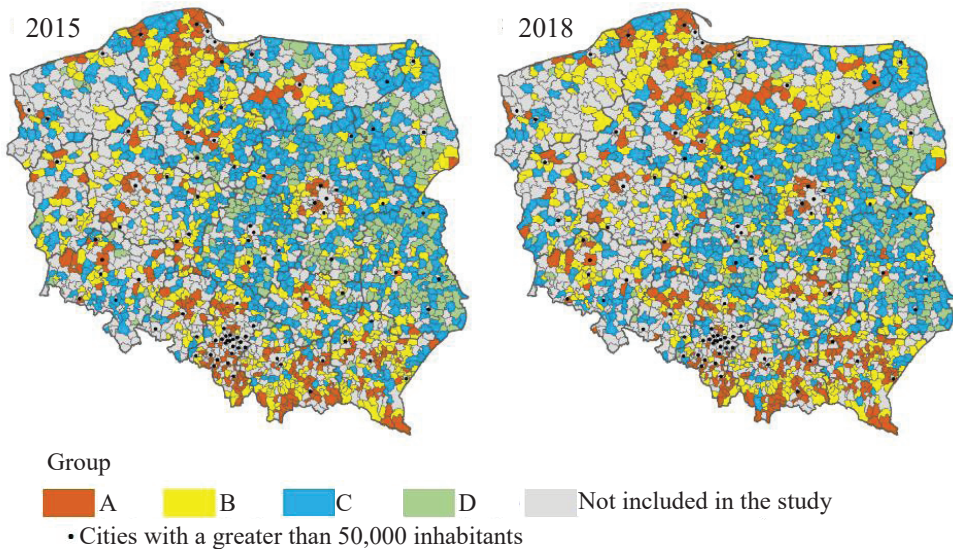 2015 2018
Group
A B C D Not included in the study
• Cities with a greater than 50,000 inhabitants